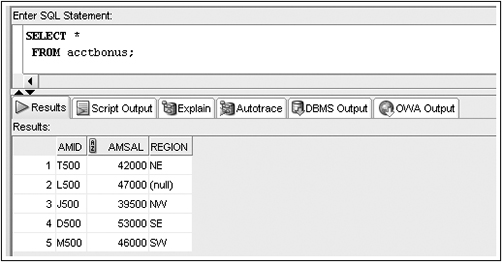 Enter SQL Statement:
SELECT *
FROM acctbonus;
Results Script Output Explain Autotrace DBMS Output OWA Output
Results:
AMID AMSAL REGION
1 T500 42000 NE
2 L500 47000 (null)
3 J500 39500 NW
4 D500 53000 SE
5 M500 46000 SW